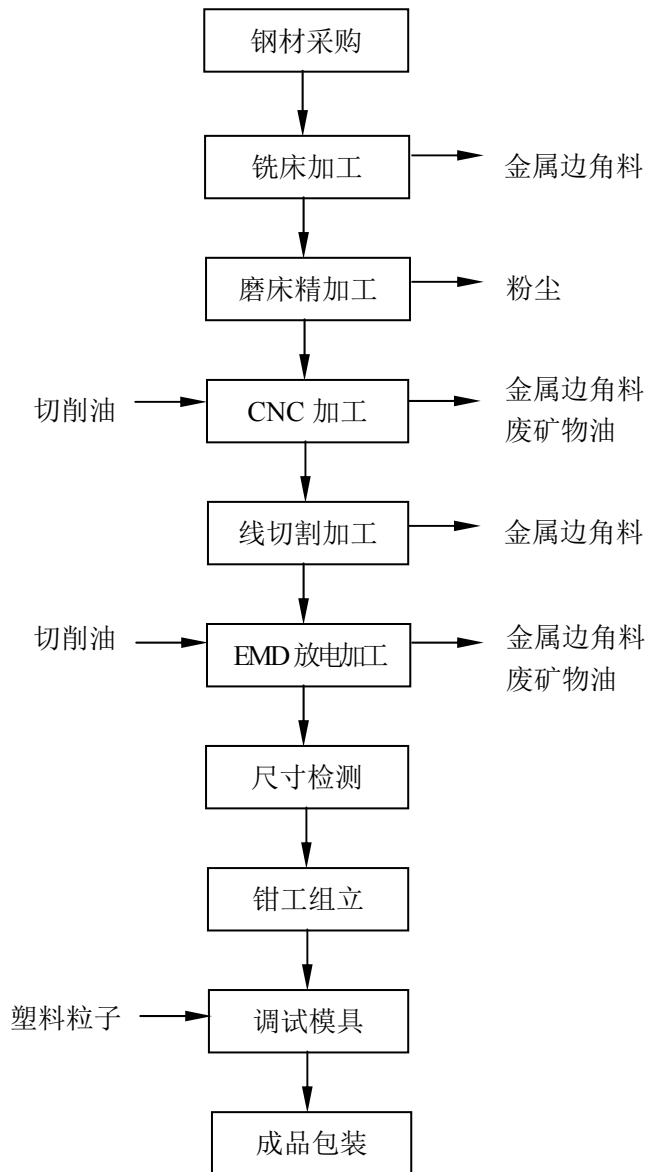 钢材采购
铣床加工
金属边角料
磨床精加工
粉尘
切削油
CNC 加工
金属边角料
废矿物油
线切割加工
金属边角料
切削油
EMD 放电加工
金属边角料
废矿物油
尺寸检测
钳工组立
塑料粒子
调试模具
成品包装